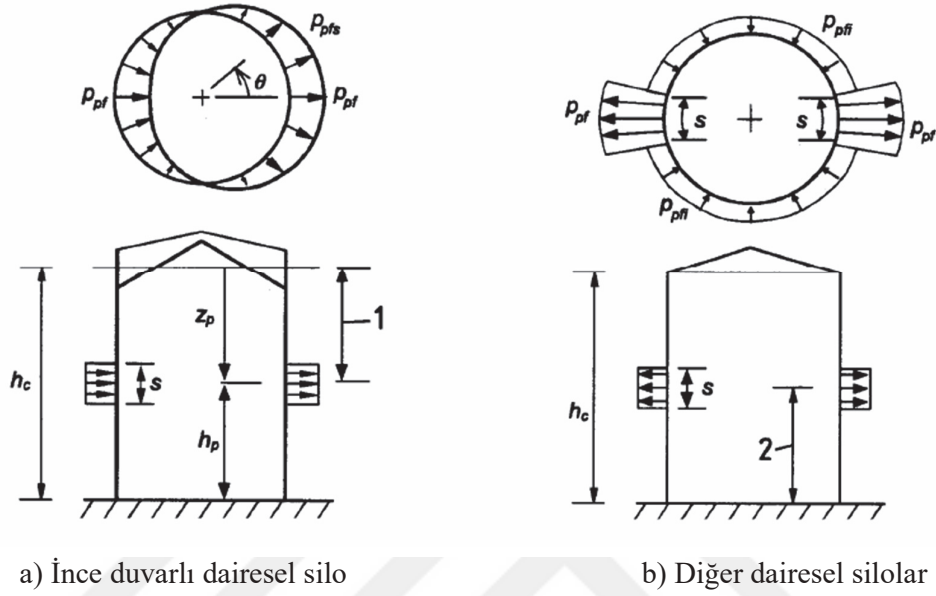 p_pfs
θ
p_pf
p_pf
z_p
1
h_c
s
h_p
a) İnce duvarlı dairesel silo
p_pfi
p_pf
s
s
p_pf
p_pfi
h_c
s
2
b) Diğer dairesel silolar